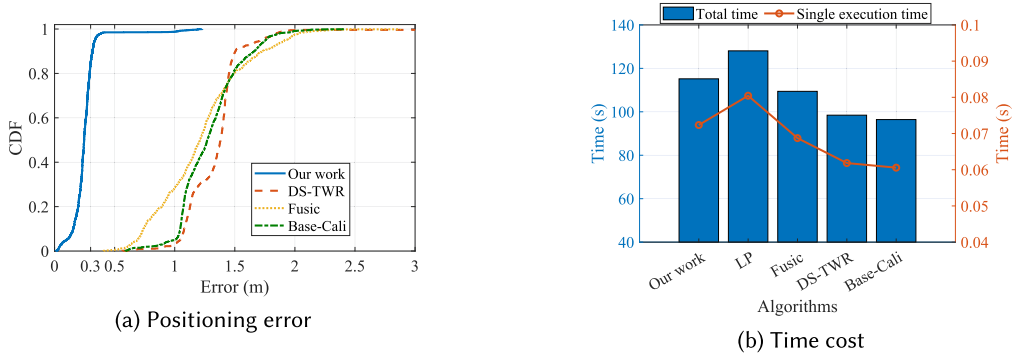 1
0.8
0.6
0.4
0.2
0
CDF
0 0.3 0.5 1 1.5 2 2.5 3
Error (m)
Our work
DS-TWR
Fusic
Base-Cali
(a) Positioning error
Total time Single execution time
140
120
100
80
60
40
Time (s)
0.1
0.09
0.08
0.07
0.06
0.05
0.04
Time (s)
Our work LP Fusic DS-TWR Base-Cali
Algorithms
(b) Time cost